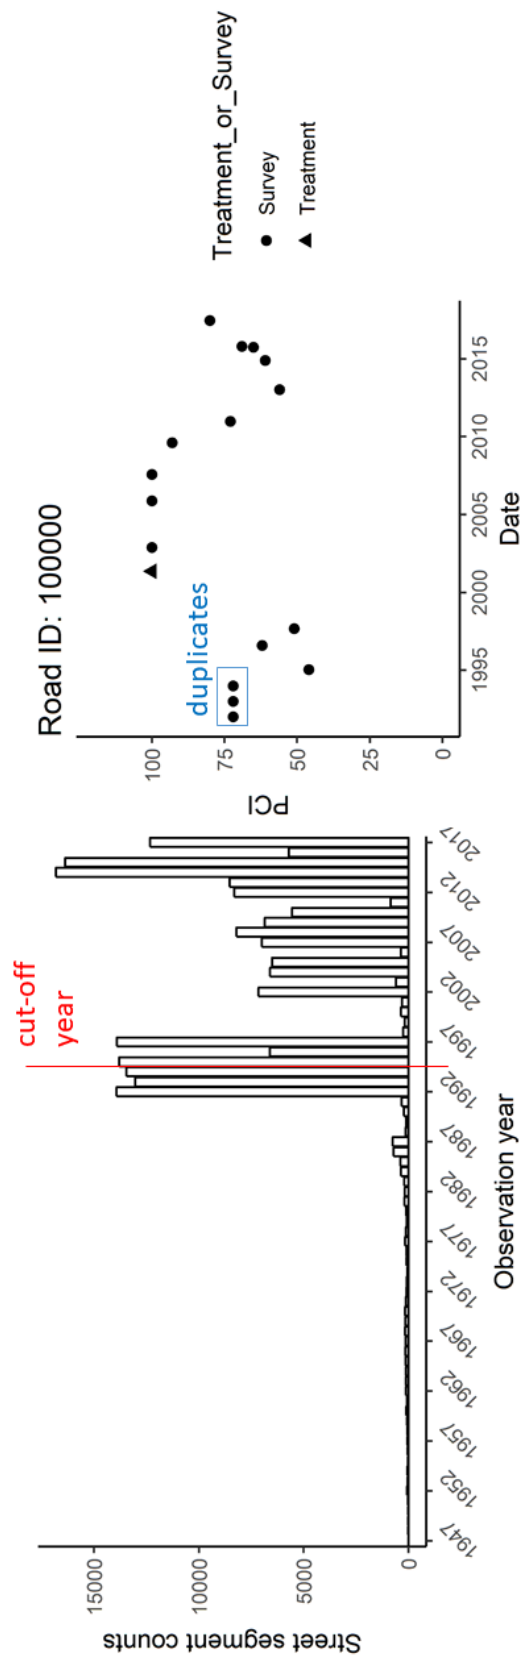 Street segment counts
15000
10000
5000
0
1947
1952
1957
1962
1967
1972
1977
1982
1987
1992
1997
2002
2007
2012
2017
Observation year
cut-off
year
Road ID: 100000
PCI
100
75
50
25
0
duplicates
1995
2000
2005
2010
2015
Date
Treatment_or_Survey
Survey
Treatment